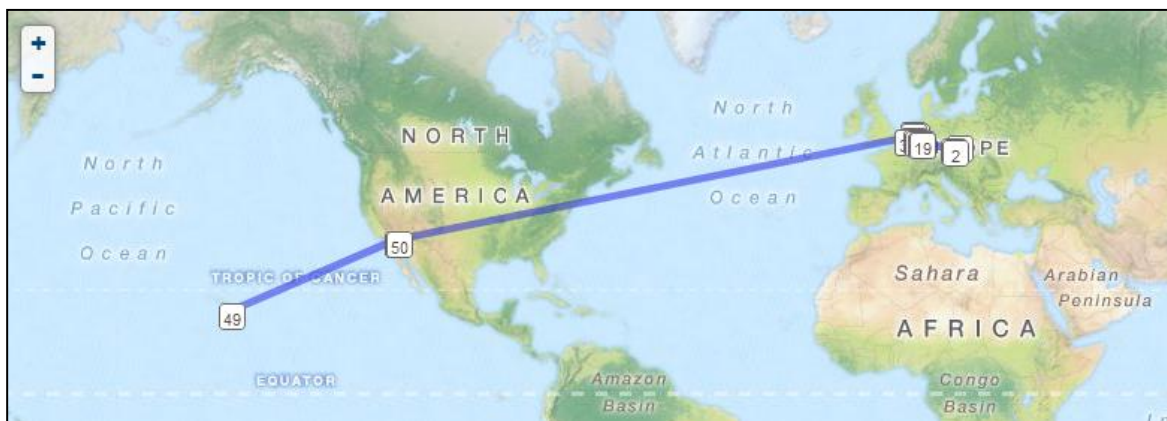 +
-
North
Pacific
Ocean
NORTH
AMERICA
North
Atlantic
Ocean
19
2
50
49
TROPIC OF CANCER
EQUATOR
Sahara
Arabian
Peninsula
AFRICA
Amazon
Basin
Congo
Basin